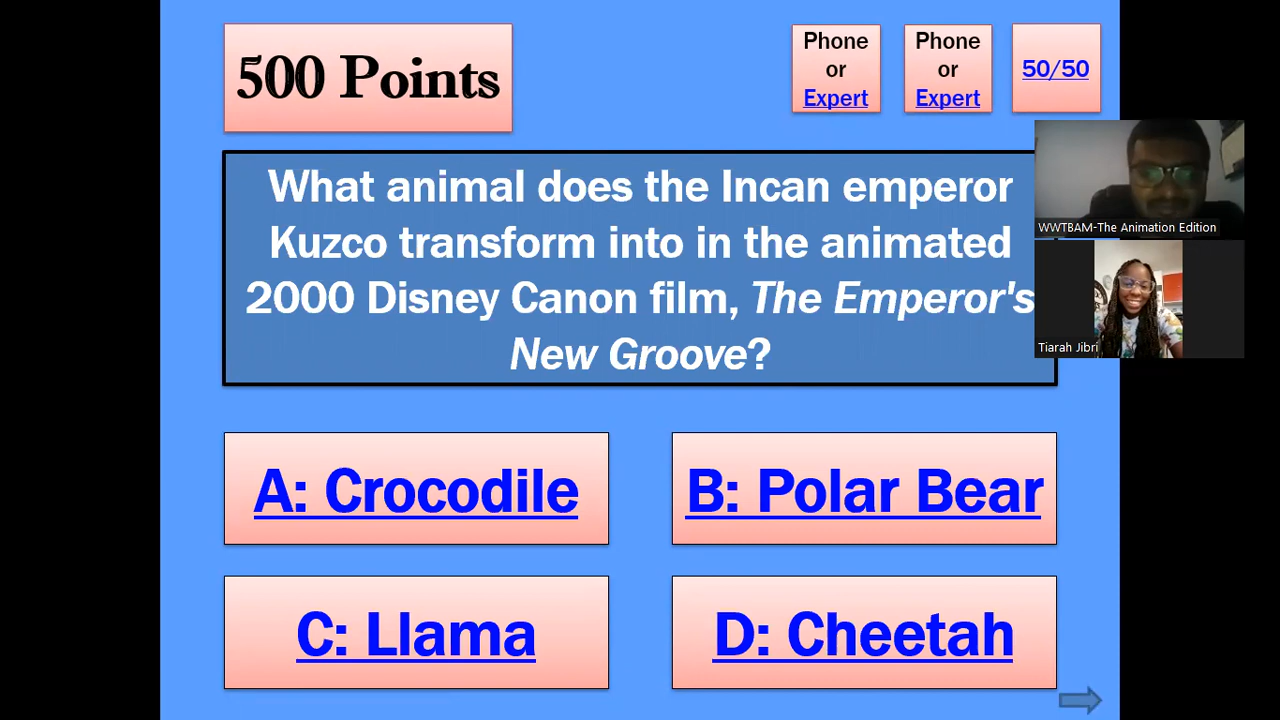 500 Points
Phone
or
Expert
Phone
or
Expert
50/50
What animal does the Incan emperor
Kuzco transform into in the animated
2000 Disney Canon film, The Emperor's
New Groove?
WWTBAM-The Animation Edition
Tiarah Jibri
A: Crocodile
B: Polar Bear
C: Llama
D: Cheetah